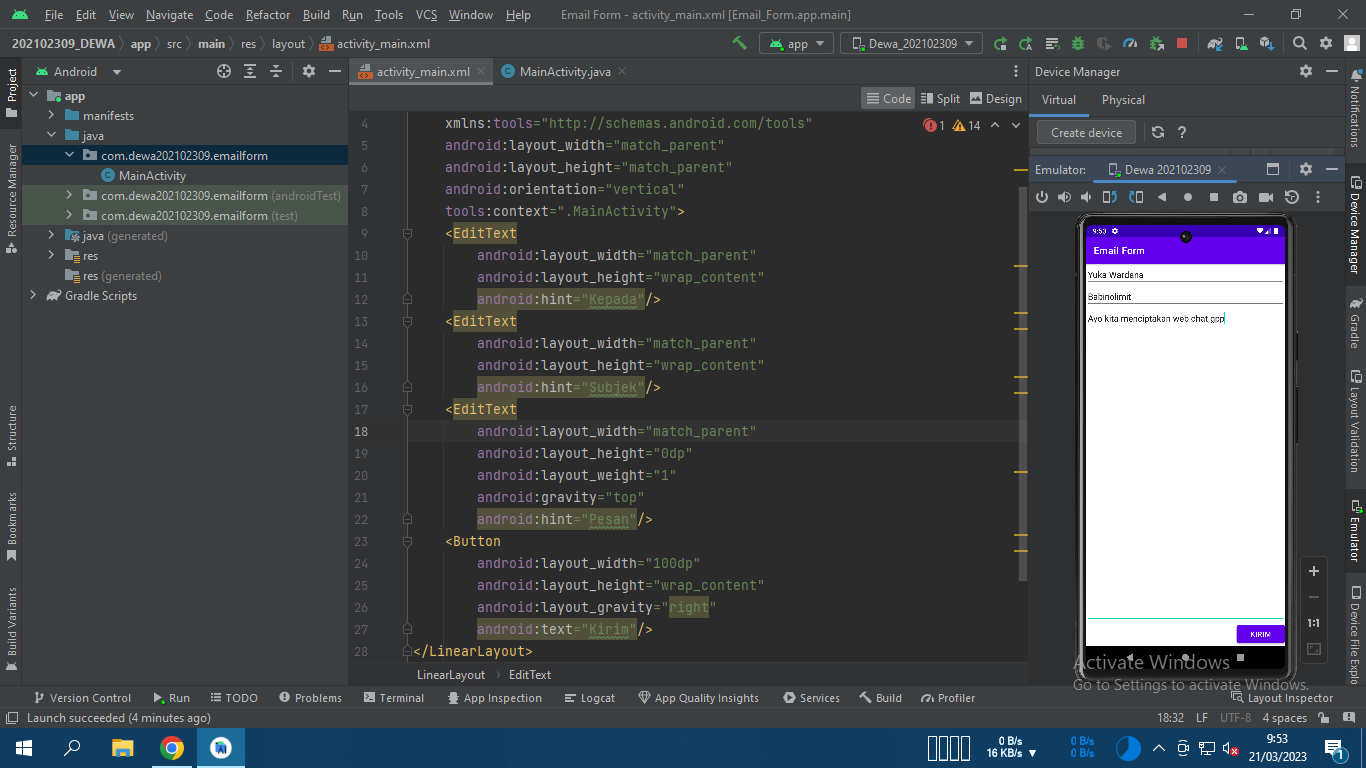 File Edit View Navigate Code Refactor Build Run Tools VCS Window Help Email Form - activity_main.xml [Email_Form.app.main]
202102309_DEWA app src main res layout activity_main.xml app Dewa_202102309
Project
Android
activity_main.xml MainActivity.java
Device Manager
Notifications
Code Split Design
Virtual Physical
Create device
app
manifests
java
com.dewa202102309.emailform
MainActivity
com.dewa202102309.emailform (androidTest)
com.dewa202102309.emailform (test)
java (generated)
res
res (generated)
Gradle Scripts
Resource Manager
Structure
Bookmarks
Build Variants
1 14
4 xmlns:tools="http://schemas.android.com/tools"
5 android:layout_width="match_parent"
6 android:layout_height="match_parent"
7 android:orientation="vertical"
8 tools:context=".MainActivity">
9 <EditText
10 android:layout_width="match_parent"
11 android:layout_height="wrap_content"
12 android:hint="Kepada"/>
13 <EditText
14 android:layout_width="match_parent"
15 android:layout_height="wrap_content"
16 android:hint="Subjek"/>
17 <EditText
18 android:layout_width="match_parent"
19 android:layout_height="0dp"
20 android:layout_weight="1"
21 android:gravity="top"
22 android:hint="Pesan"/>
23 <Button
24 android:layout_width="100dp"
25 android:layout_height="wrap_content"
26 android:layout_gravity="right"
27 android:text="Kirim"/>
28 </LinearLayout>
LinearLayout EditText
Emulator: Dewa 202102309
9:53
Email Form
Yuka Wardana
Babinolimit
Ayo kita menciptakan web chat gpp
KIRIM
1:1
Device Manager
Gradle
Layout Validation
Emulator
Device File Explo
Activate Windows
Go to Settings to activate Windows.
Version Control Run TODO Problems Terminal App Inspection Logcat App Quality Insights Services Build Profiler Layout Inspector
Launch succeeded (4 minutes ago) 18:32 LF UTF-8 4 spaces
0 B/s
16 KB/s
0 B/s
0 B/s
9:53
21/03/2023
1